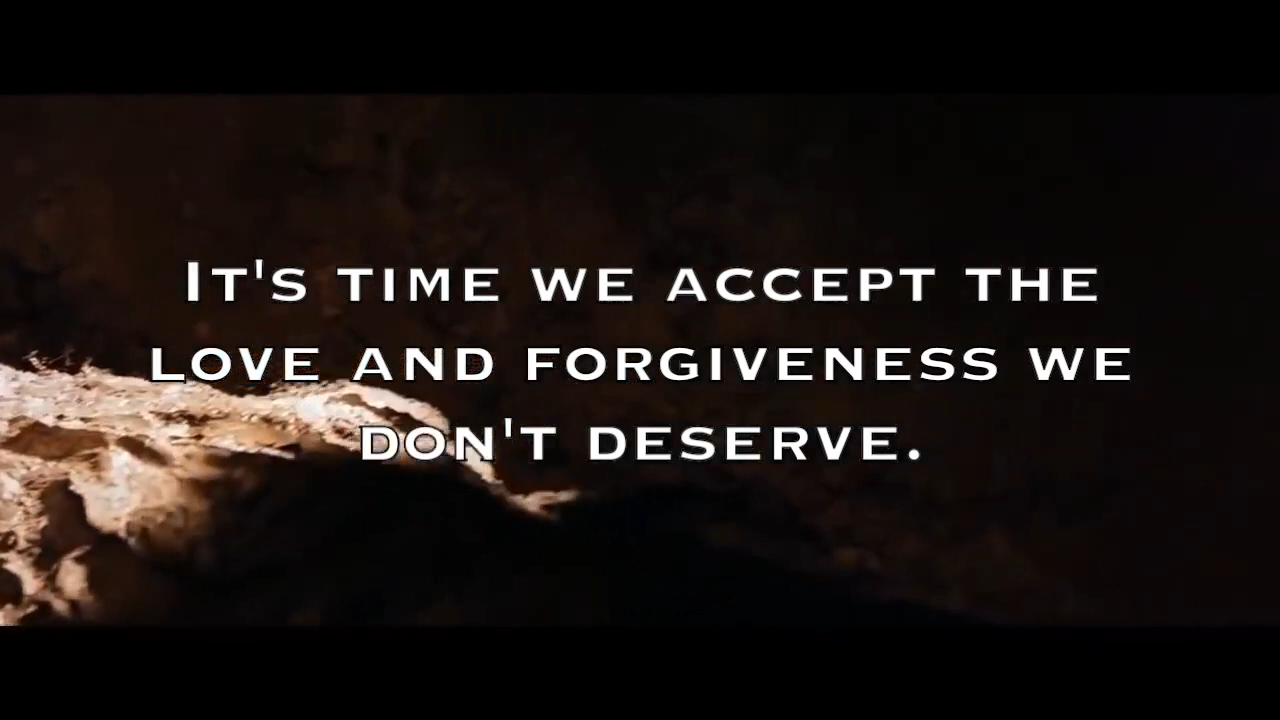 It's time we accept the
love and forgiveness we
don't deserve.